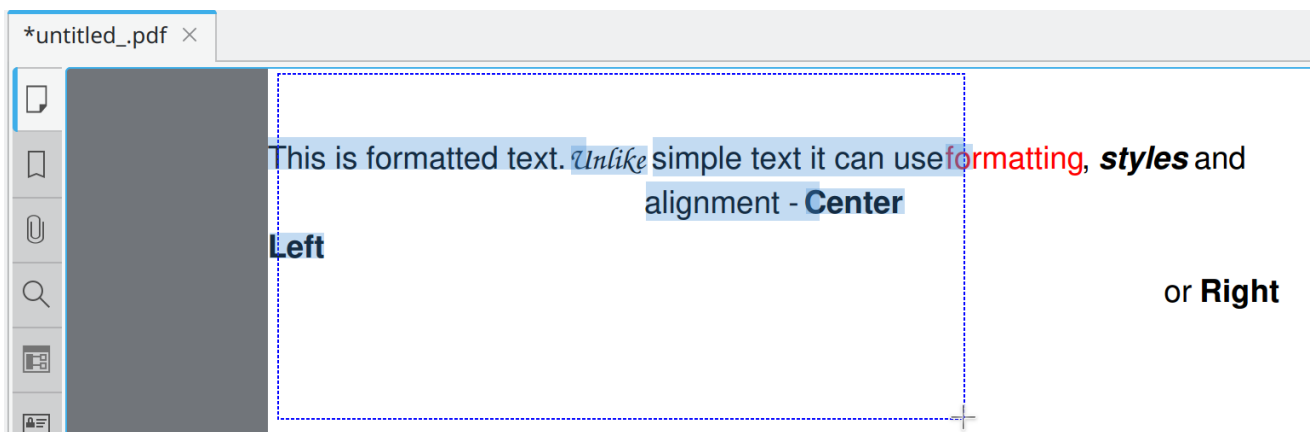 *untitled_.pdf
This is formatted text. Unlike simple text it can use formatting, styles and
alignment - Center
Left
or Right